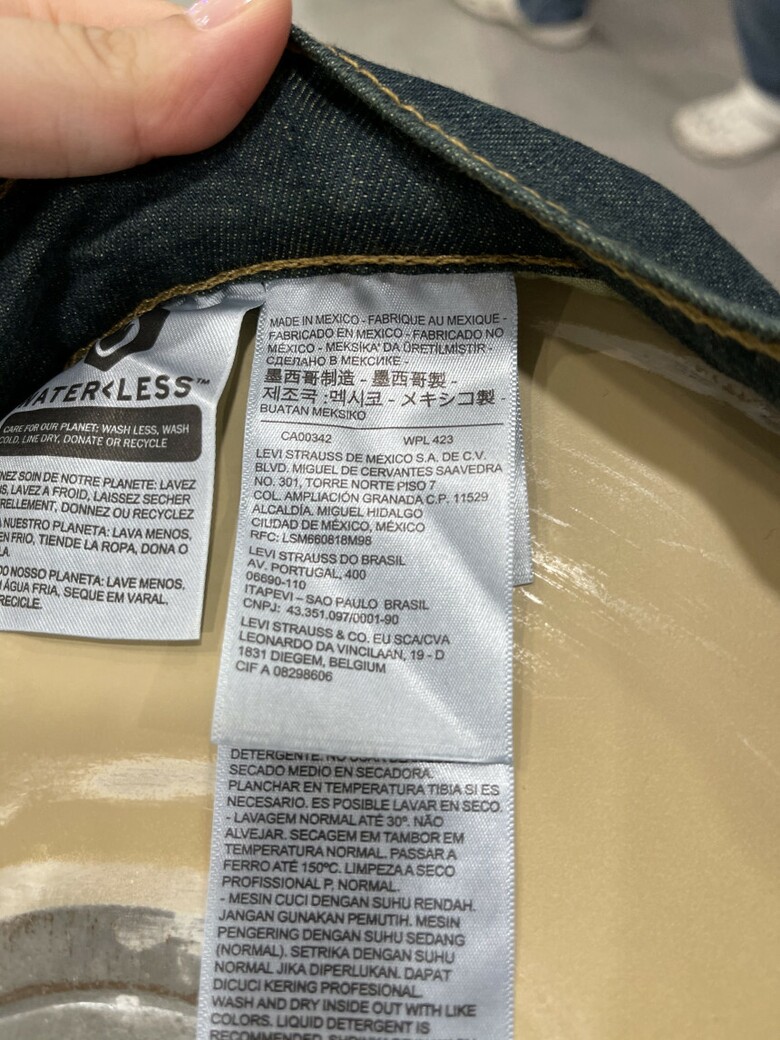 WATER<LESS™
CARE FOR OUR PLANET: WASH LESS, WASH
COLD, LINE DRY, DONATE OR RECYCLE
SOIN DE NOTRE PLANETE: LAVEZ
LAVEZ A FROID, LAISSEZ SECHER
DONNEZ OU RECYCLEZ
NUESTRO PLANETA: LAVA MENOS,
EN FRIO, TIENDE LA ROPA, DONA O
NOSSO PLANETA: LAVE MENOS,
ÁGUA FRIA, SEQUE EM VARAL,
RECICLE.
MADE IN MEXICO - FABRIQUE AU MEXIQUE -
FABRICADO EN MEXICO - FABRICADO NO
MÉXICO - MEKSİKA' DA ÜRETİLMİŞTİR -
СДЕЛАНО В МЕКСИКЕ -
墨西哥制造 - 墨西哥製 -
제조국 :멕시코 - メキシコ製 -
BUATAN MEKSIKO
CA00342 WPL 423
LEVI STRAUSS DE MEXICO S.A. DE C.V.
BLVD. MIGUEL DE CERVANTES SAAVEDRA
NO. 301, TORRE NORTE PISO 7
COL. AMPLIACIÓN GRANADA C.P. 11529
ALCALDÍA. MIGUEL HIDALGO
CIUDAD DE MÉXICO, MÉXICO
RFC: LSM660818M98
LEVI STRAUSS DO BRASIL
AV. PORTUGAL, 400
06690-110
ITAPEVI – SAO PAULO BRASIL
CNPJ: 43.351.097/0001-90
LEVI STRAUSS & CO. EU SCA/CVA
LEONARDO DA VINCILAAN, 19 - D
1831 DIEGEM, BELGIUM
CIF A 08298606
DETERGENTE. NO USAR
SECADO MEDIO EN SECADORA.
PLANCHAR EN TEMPERATURA TIBIA SI ES
NECESARIO. ES POSIBLE LAVAR EN SECO.
- LAVAGEM NORMAL ATÉ 30º. NÃO
ALVEJAR. SECAGEM EM TAMBOR EM
TEMPERATURA NORMAL. PASSAR A
FERRO ATÉ 150ºC. LIMPEZA A SECO
PROFISSIONAL P, NORMAL.
- MESIN CUCI DENGAN SUHU RENDAH.
JANGAN GUNAKAN PEMUTIH. MESIN
PENGERING DENGAN SUHU SEDANG
(NORMAL). SETRIKA DENGAN SUHU
NORMAL JIKA DIPERLUKAN. DAPAT
DICUCI KERING PROFESIONAL.
WASH AND DRY INSIDE OUT WITH LIKE
COLORS. LIQUID DETERGENT IS